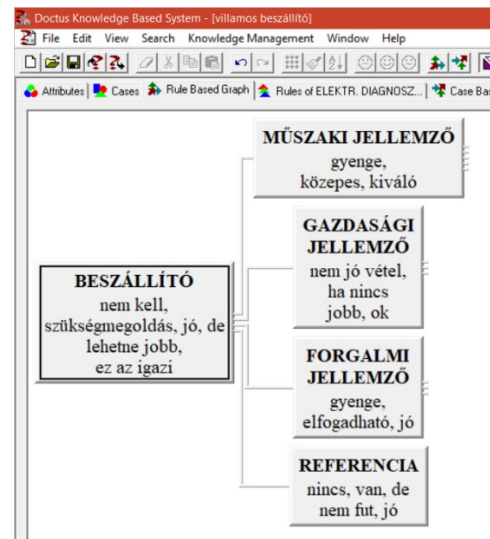 Doctus Knowledge Based System - [villamos beszállító]
File Edit View Search Knowledge Management Window Help
Attributes Cases Rule Based Graph Rules of ELEKTR. DIAGNOSZ... Case Ba
MŰSZAKI JELLEMZŐ
gyenge,
közepes, kiváló
GAZDASÁGI
JELLEMZŐ
nem jó vétel,
ha nincs
jobb, ok
BESZÁLLÍTÓ
nem kell,
szükségmegoldás, jó, de
lehetne jobb,
ez az igazi
FORGALMI
JELLEMZŐ
gyenge,
elfogadható, jó
REFERENCIA
nincs, van, de
nem fut, jó